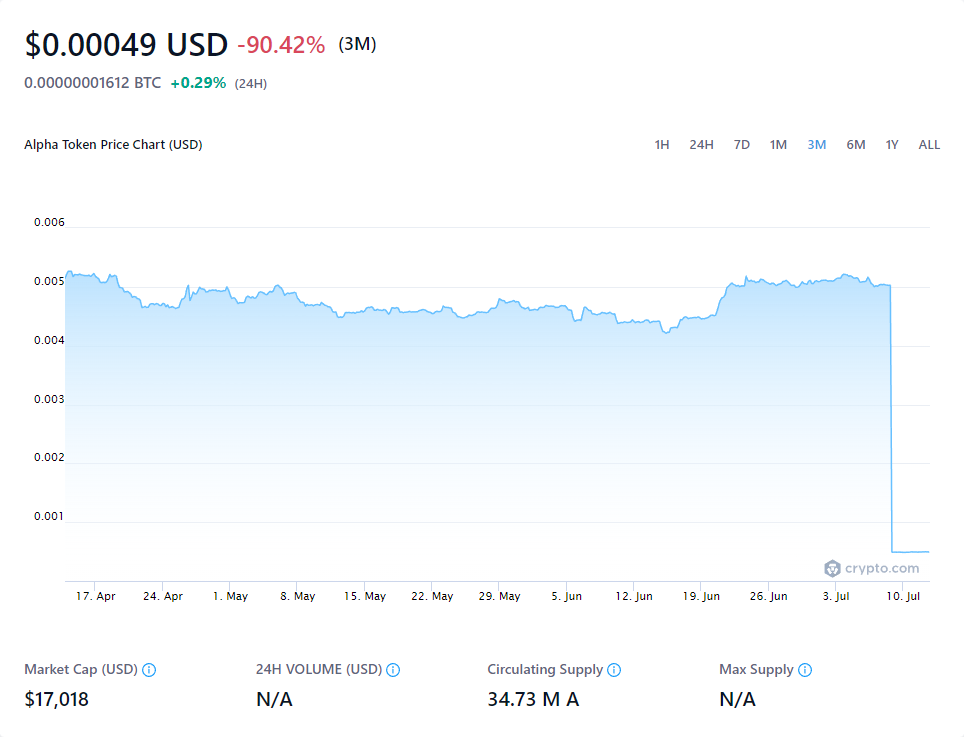 $0.00049 USD -90.42% (3M)
0.00000001612 BTC +0.29% (24H)
Alpha Token Price Chart (USD) 1H 24H 7D 1M 3M 6M 1Y ALL
0.006
0.005
0.004
0.003
0.002
0.001
crypto.com
17. Apr 24. Apr 1. May 8. May 15. May 22. May 29. May 5. Jun 12. Jun 19. Jun 26. Jun 3. Jul 10. Jul
Market Cap (USD) 24H VOLUME (USD) Circulating Supply Max Supply
$17,018 N/A 34.73 M A N/A